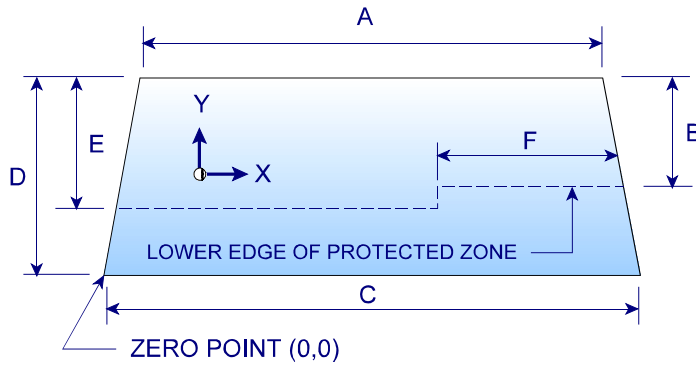 A
Y
B
E
F
X
D
LOWER EDGE OF PROTECTED ZONE
C
ZERO POINT (0,0)